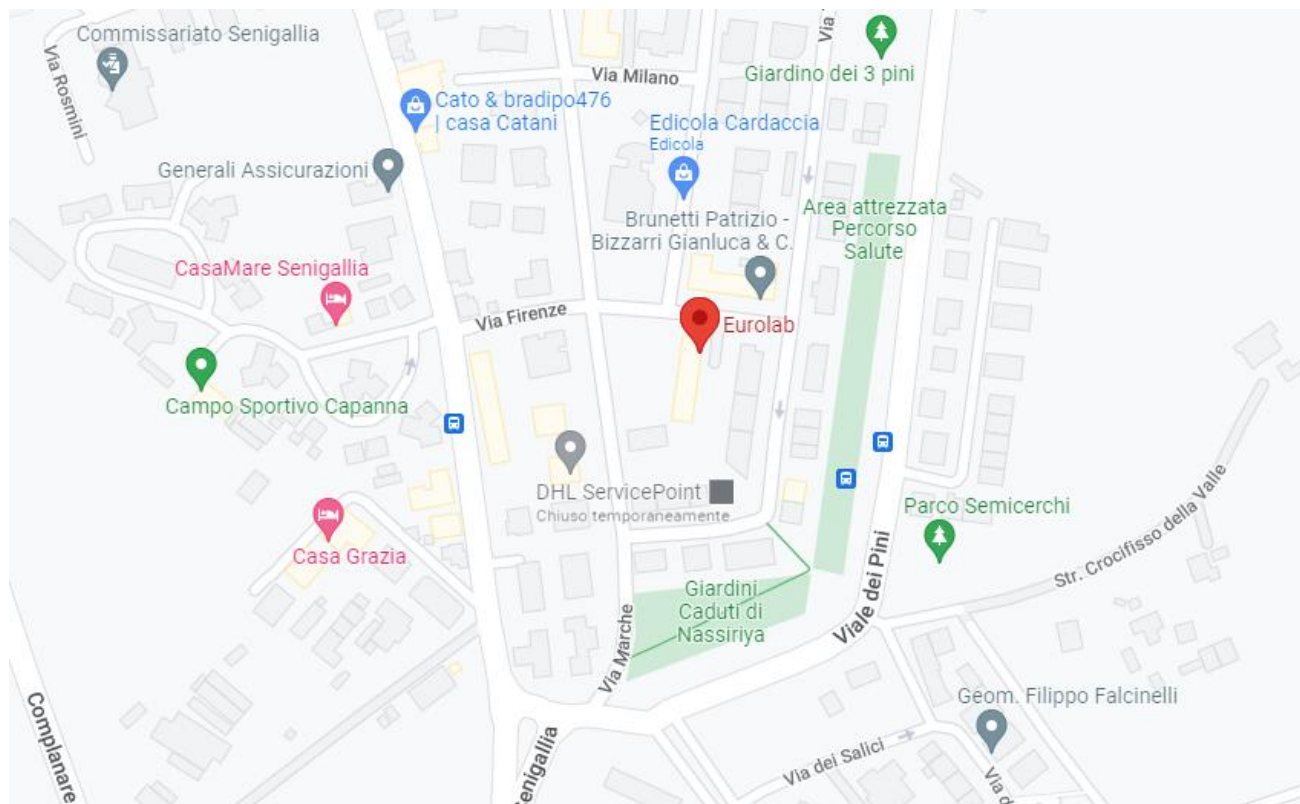 Commissariato Senigallia
Via Rosmini
Via Milano
Via
Giardino dei 3 pini
Cato & bradipo476
| casa Catani
Edicola Cardaccia
Edicola
Generali Assicurazioni
Brunetti Patrizio -
Bizzarri Gianluca & C.
Area attrezzata
Percorso
Salute
CasaMare Senigallia
Via Firenze
Eurolab
Campo Sportivo Capanna
DHL ServicePoint
Chiuso temporaneamente
Parco Semicerchi
Str. Crocifisso della Valle
Casa Grazia
Giardini
Caduti di
Nassiriya
Viale dei Pini
Via Marche
Complanare
Senigallia
Geom. Filippo Falcinelli
Via dei Salici
Via d